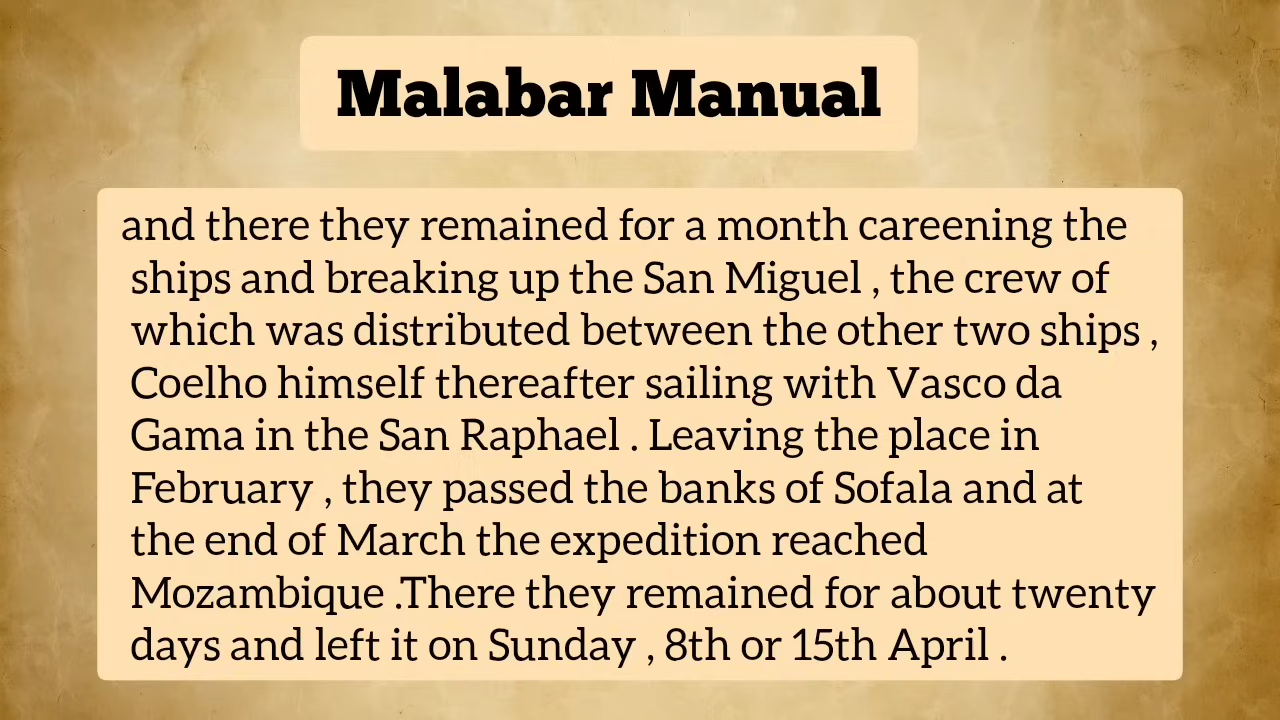 Malabar Manual
and there they remained for a month careening the
ships and breaking up the San Miguel , the crew of
which was distributed between the other two ships ,
Coelho himself thereafter sailing with Vasco da
Gama in the San Raphael . Leaving the place in
February , they passed the banks of Sofala and at
the end of March the expedition reached
Mozambique .There they remained for about twenty
days and left it on Sunday , 8th or 15th April .